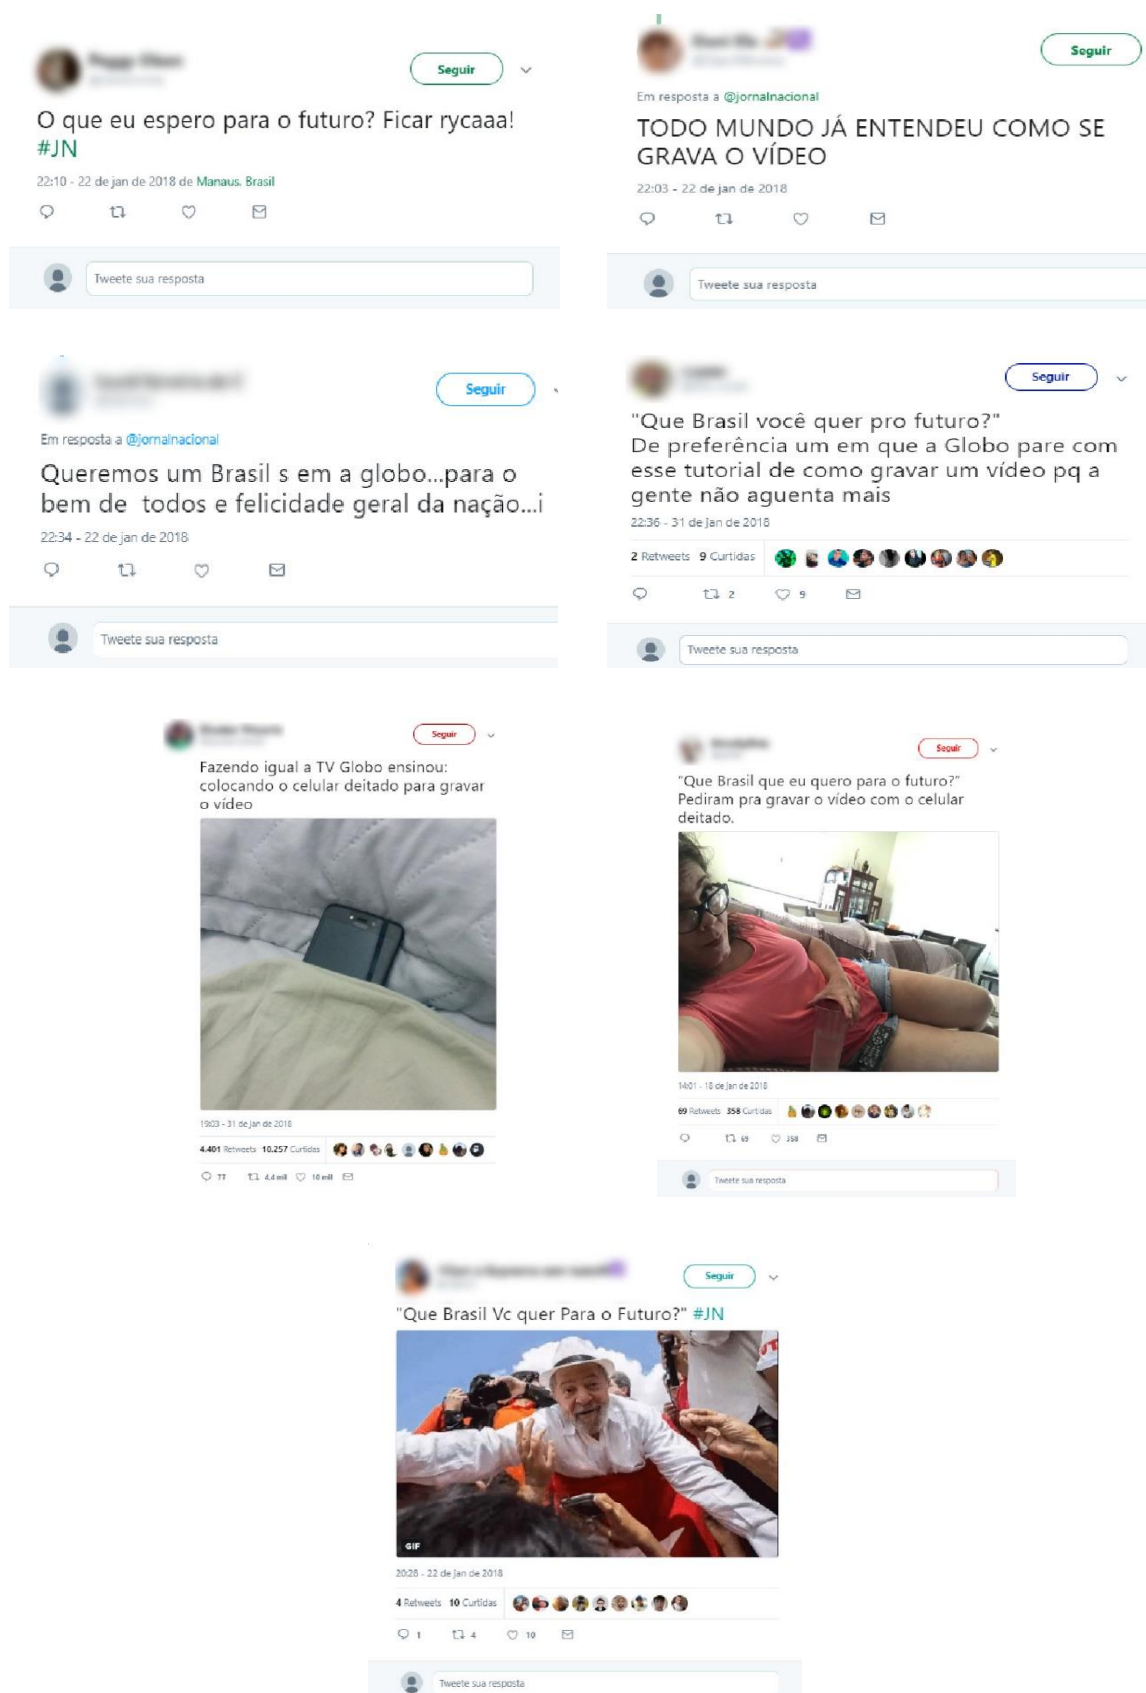 Seguir
O que eu espero para o futuro? Ficar rycaaa!
#JN
22:10 - 22 de jan de 2018 de Manaus, Brasil
Tweete sua resposta
Seguir
Em resposta a @jornalnacional
TODO MUNDO JÁ ENTENDEU COMO SE
GRAVA O VÍDEO
22:03 - 22 de jan de 2018
Tweete sua resposta
Seguir
Em resposta a @jornalnacional
Queremos um Brasil s em a globo...para o
bem de todos e felicidade geral da nação...i
22:34 - 22 de jan de 2018
Tweete sua resposta
Seguir
"Que Brasil você quer pro futuro?"
De preferência um em que a Globo pare com
esse tutorial de como gravar um vídeo pq a
gente não aguenta mais
22:36 - 31 de jan de 2018
2 Retweets 9 Curtidas
2 9
Tweete sua resposta
Seguir
Fazendo igual a TV Globo ensinou:
colocando o celular deitado para gravar
o vídeo
19:03 - 31 de jan de 2018
4.401 Retweets 10.257 Curtidas
77 4,4 mil 10 mil
Seguir
"Que Brasil que eu quero para o futuro?"
Pediram pra gravar o vídeo com o celular
deitado.
14:01 - 18 de jan de 2018
69 Retweets 358 Curtidas
69 358
Tweete sua resposta
Seguir
"Que Brasil Vc quer Para o Futuro?" #JN
GIF
20:28 - 22 de jan de 2018
4 Retweets 10 Curtidas
1 4 10
Tweete sua resposta